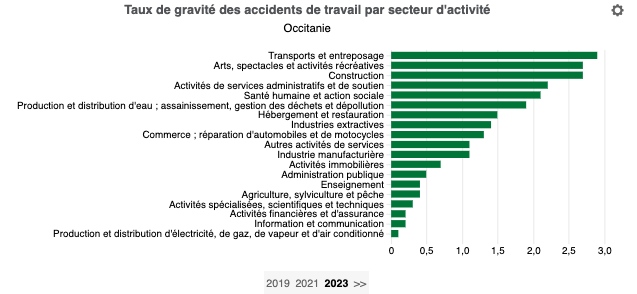 Taux de gravité des accidents de travail par secteur d'activité
Occitanie
Transports et entreposage
Arts, spectacles et activités récréatives
Construction
Activités de services administratifs et de soutien
Santé humaine et action sociale
Production et distribution d'eau ; assainissement, gestion des déchets et dépollution
Hébergement et restauration
Industries extractives
Commerce ; réparation d'automobiles et de motocycles
Autres activités de services
Industrie manufacturière
Activités immobilières
Administration publique
Enseignement
Agriculture, sylviculture et pêche
Activités spécialisées, scientifiques et techniques
Activités financières et d'assurance
Information et communication
Production et distribution d'électricité, de gaz, de vapeur et d'air conditionné
0 0,5 1,0 1,5 2,0 2,5 3,0
2019 2021 2023 >>